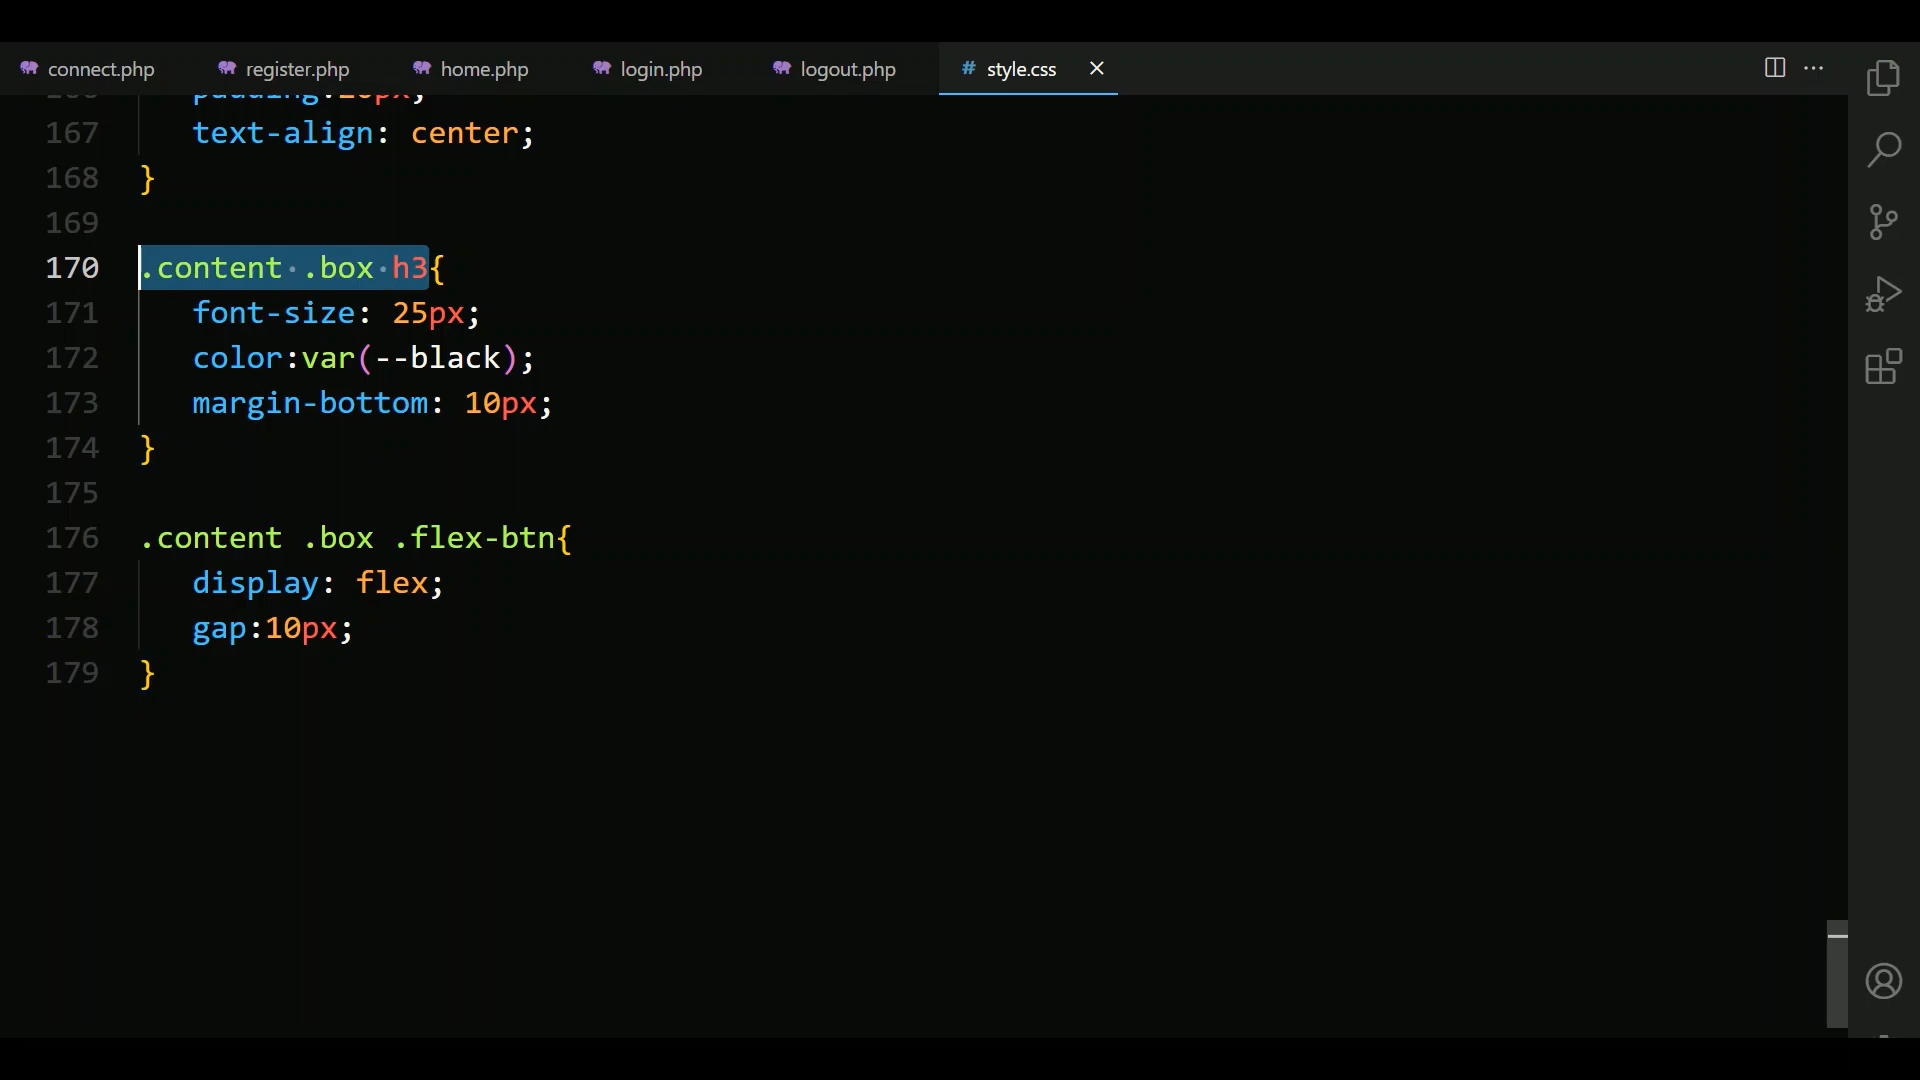 connect.php register.php home.php login.php logout.php # style.css
167 text-align: center;
168 }
169
170 .content .box h3{
171 font-size: 25px;
172 color:var(--black);
173 margin-bottom: 10px;
174 }
175
176 .content .box .flex-btn{
177 display: flex;
178 gap:10px;
179 }